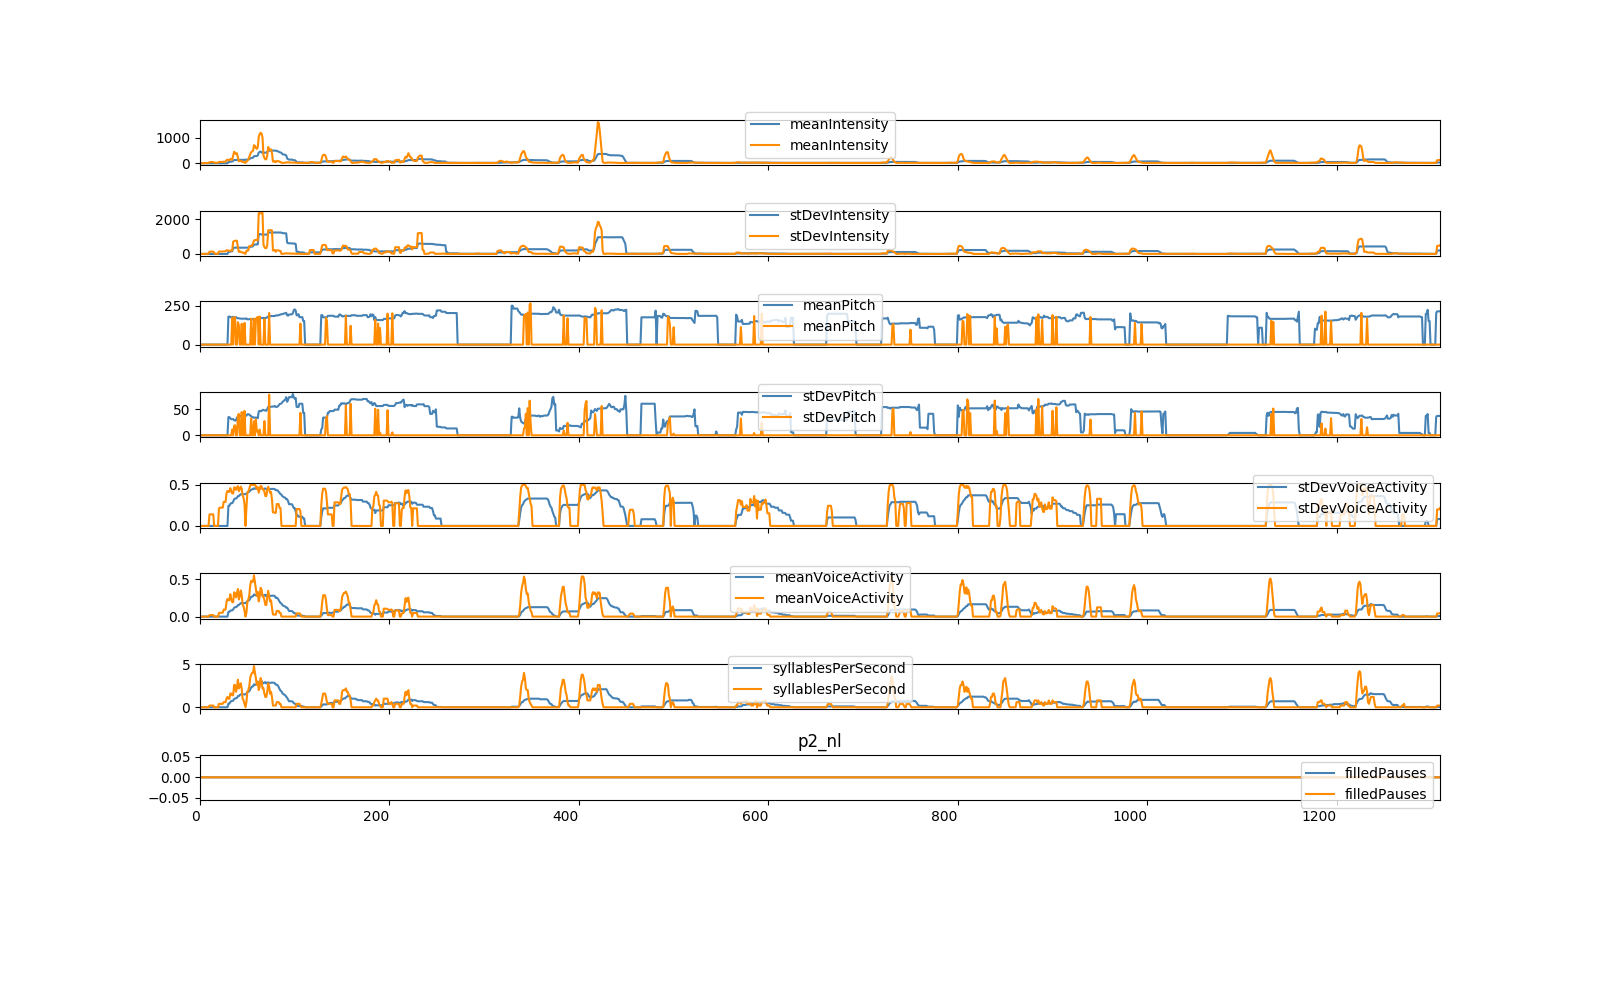 1000
0
meanIntensity
meanIntensity
2000
0
stDevIntensity
stDevIntensity
250
0
meanPitch
meanPitch
50
0
stDevPitch
stDevPitch
0.5
0.0
stDevVoiceActivity
stDevVoiceActivity
0.5
0.0
meanVoiceActivity
meanVoiceActivity
5
0
syllablesPerSecond
syllablesPerSecond
p2_nl
0.05
0.00
−0.05
filledPauses
filledPauses
0 200 400 600 800 1000 1200